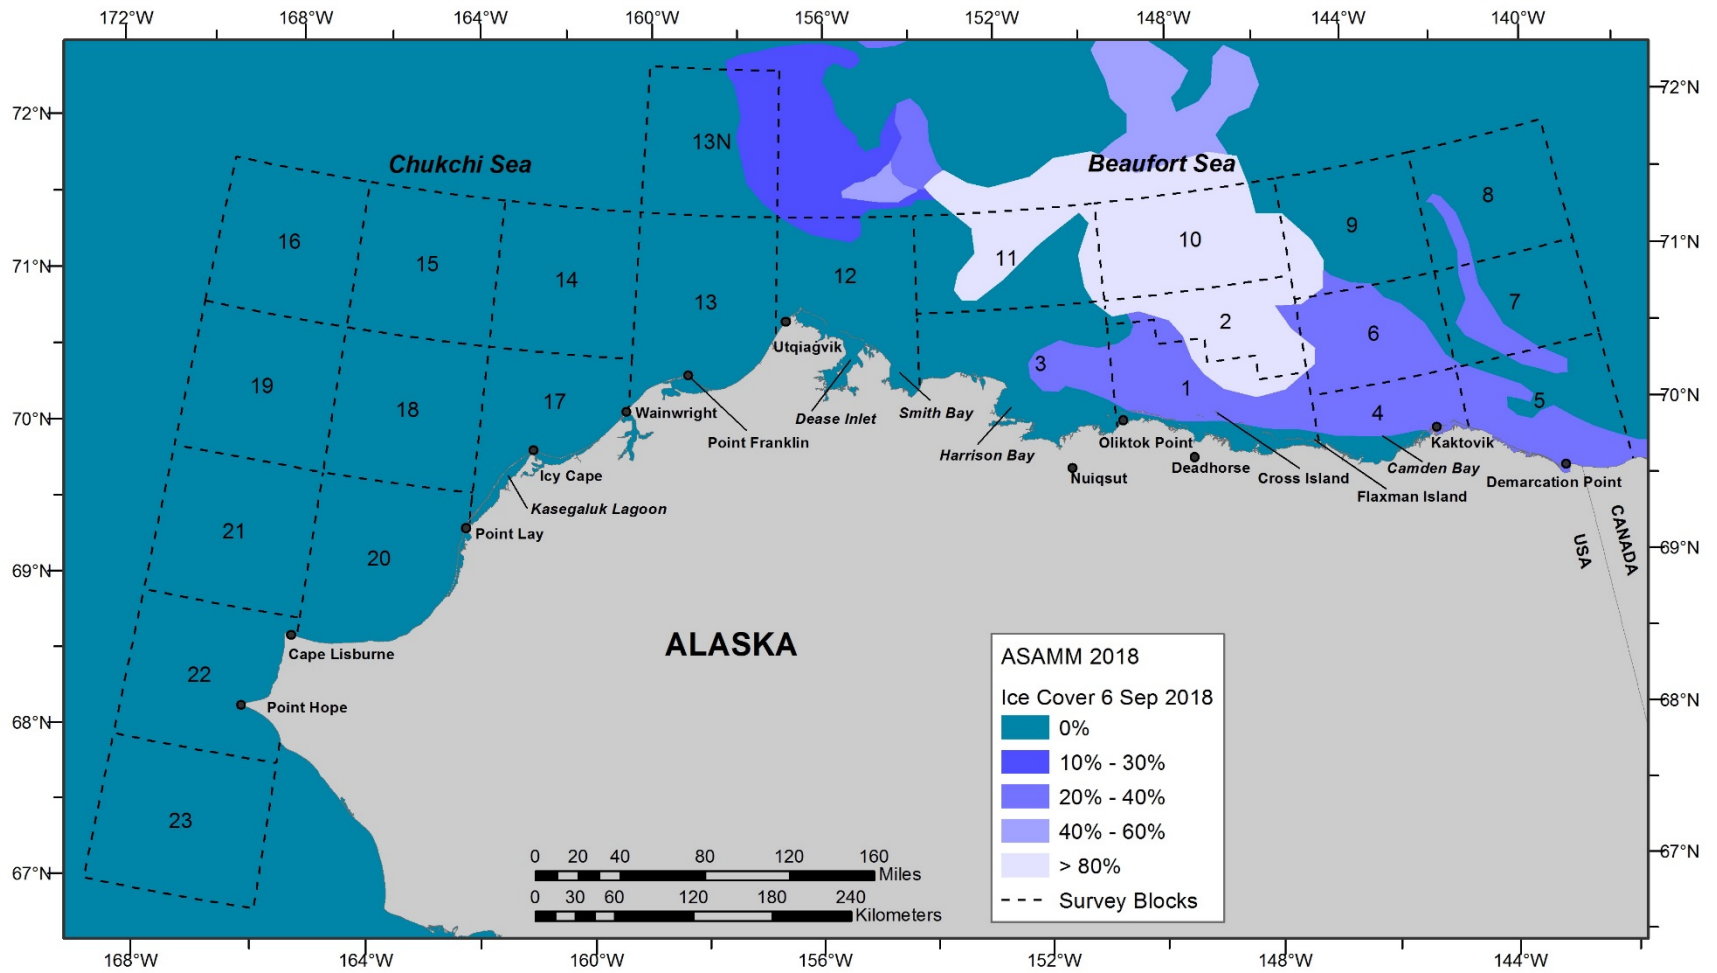 172°W 168°W 164°W 160°W 156°W 152°W 148°W 144°W 140°W
72°N 72°N
13N
Chukchi Sea Beaufort Sea
8
9
16 15 14 13 12 11 10
71°N 71°N
7
2 6
Utqiaġvik
19 18 17 3 1 4 5
70°N 70°N
Wainwright
Dease Inlet
Smith Bay
Point Franklin
Harrison Bay
Oliktok Point
Kaktovik
Icy Cape
Nuiqsut
Deadhorse
Cross Island
Camden Bay
Flaxman Island
Demarcation Point
Kasegaluk Lagoon
Point Lay
21 20
69°N 69°N
USA
CANADA
Cape Lisburne
ALASKA
22
Point Hope
68°N 68°N
23
67°N 67°N
ASAMM 2018
Ice Cover 6 Sep 2018
0%
10% - 30%
20% - 40%
40% - 60%
> 80%
Survey Blocks
0 20 40 80 120 160
Miles
0 30 60 120 180 240
Kilometers
168°W 164°W 160°W 156°W 152°W 148°W 144°W